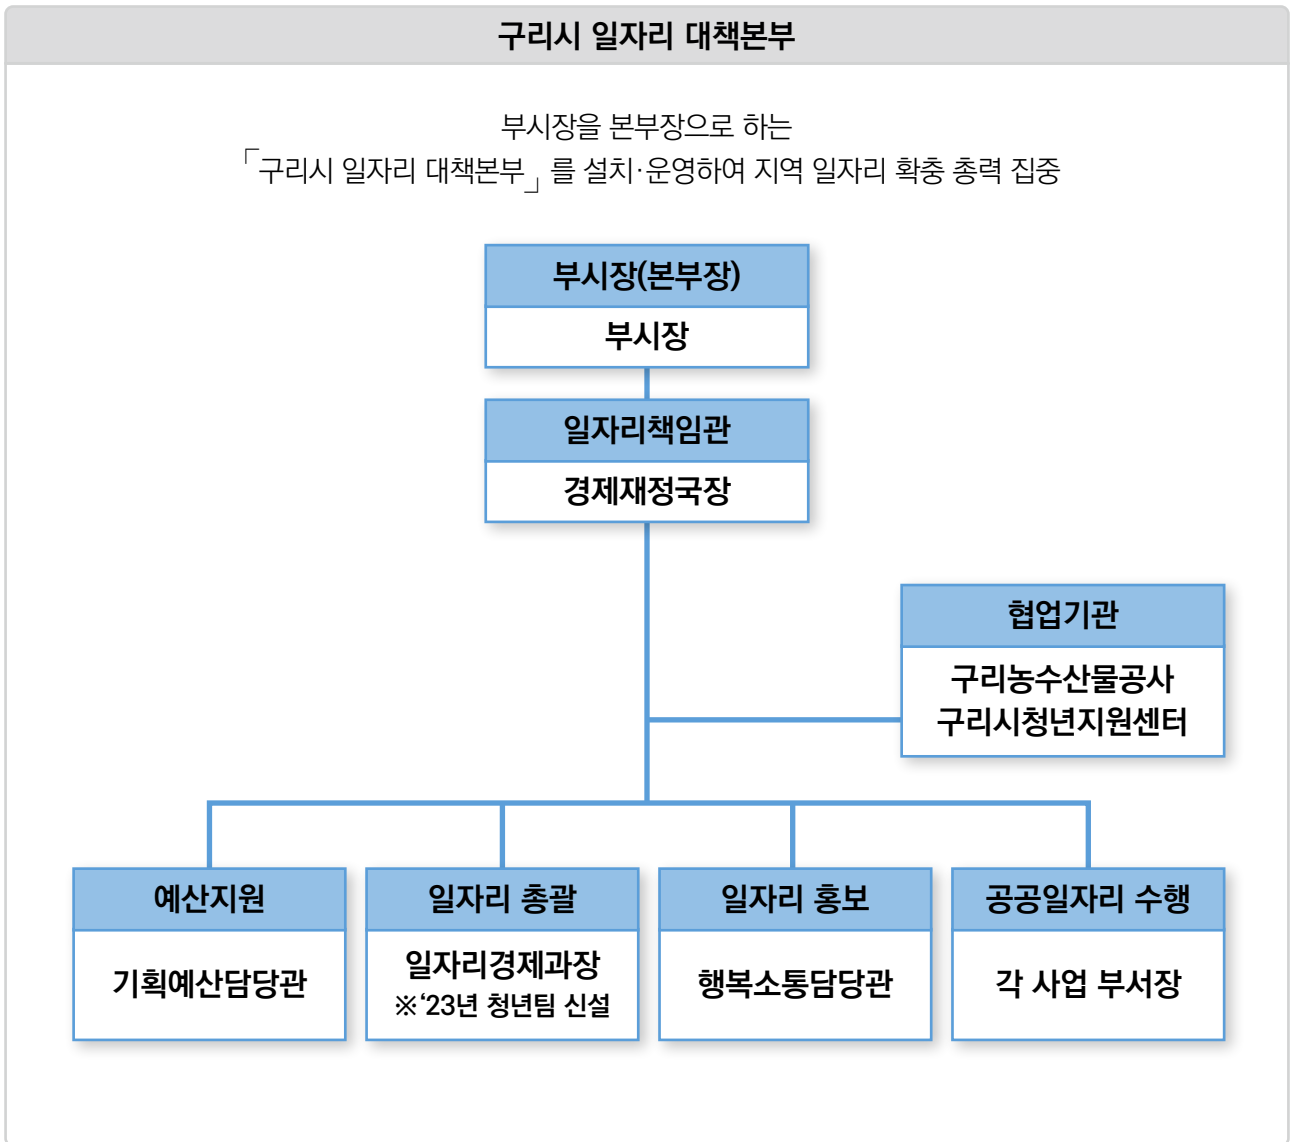 구리시 일자리 대책본부
부시장을 본부장으로 하는
「구리시 일자리 대책본부」를 설치·운영하여 지역 일자리 확충 총력 집중
부시장(본부장)
부시장
일자리책임관
경제재정국장
협업기관
구리농수산물공사
구리시청년지원센터
예산지원
기획예산담당관
일자리 총괄
일자리경제과장
※‘23년 청년팀 신설
일자리 홍보
행복소통담당관
공공일자리 수행
각 사업 부서장